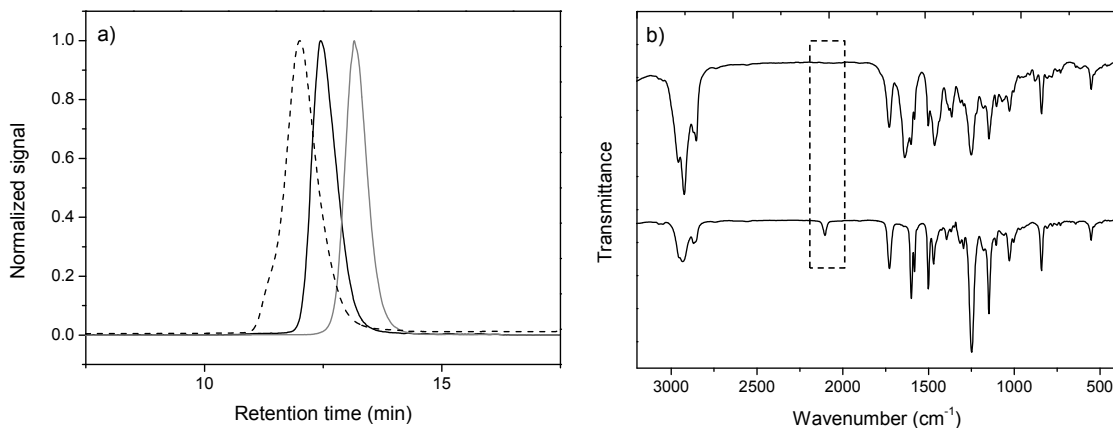 a)
1.0
0.8
0.6
0.4
0.2
0.0
Normalized signal
10
15
Retention time (min)
b)
Transmittance
3000
2500
2000
1500
1000
500
Wavenumber (cm⁻¹)